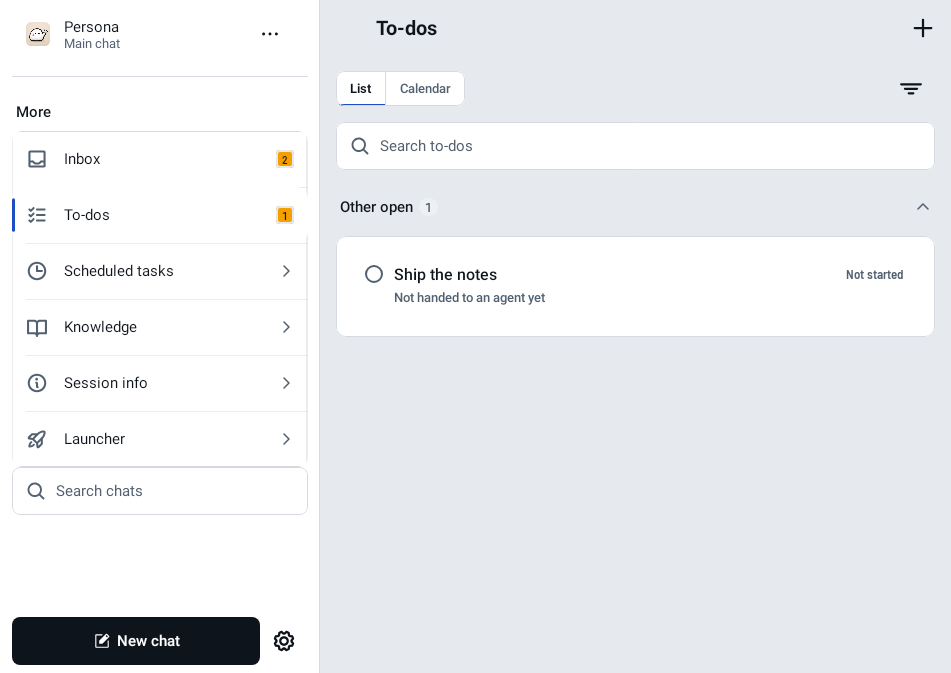 Persona
Main chat
More
Inbox
2
To-dos
1
Scheduled tasks
Knowledge
Session info
Launcher
Search chats
New chat
To-dos
List
Calendar
Search to-dos
Other open 1
Ship the notes
Not started
Not handed to an agent yet